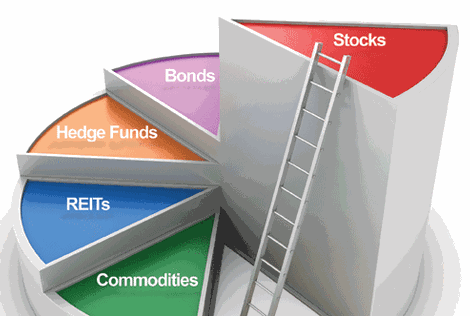 Stocks
Bonds
Hedge Funds
REITs
Commodities